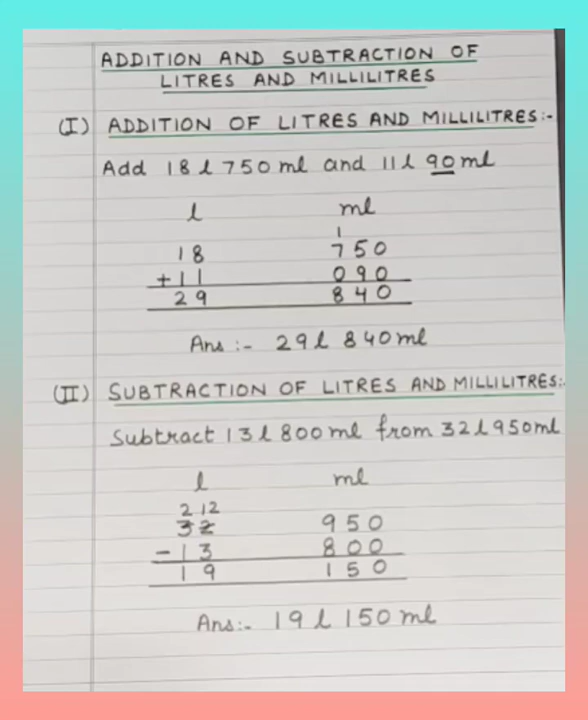 ADDITION AND SUBTRACTION OF
LITRES AND MILLILITRES
(I) ADDITION OF LITRES AND MILLILITRES:-
Add 18 l 750 ml and 11 l 90 ml
l ml
1
18 750
+11 090
29 840
Ans :- 29 l 840 ml
(II) SUBTRACTION OF LITRES AND MILLILITRES:-
Subtract 13 l 800 ml from 32 l 950 ml
l ml
2 12
32 950
-13 800
19 150
Ans:- 19 l 150 ml